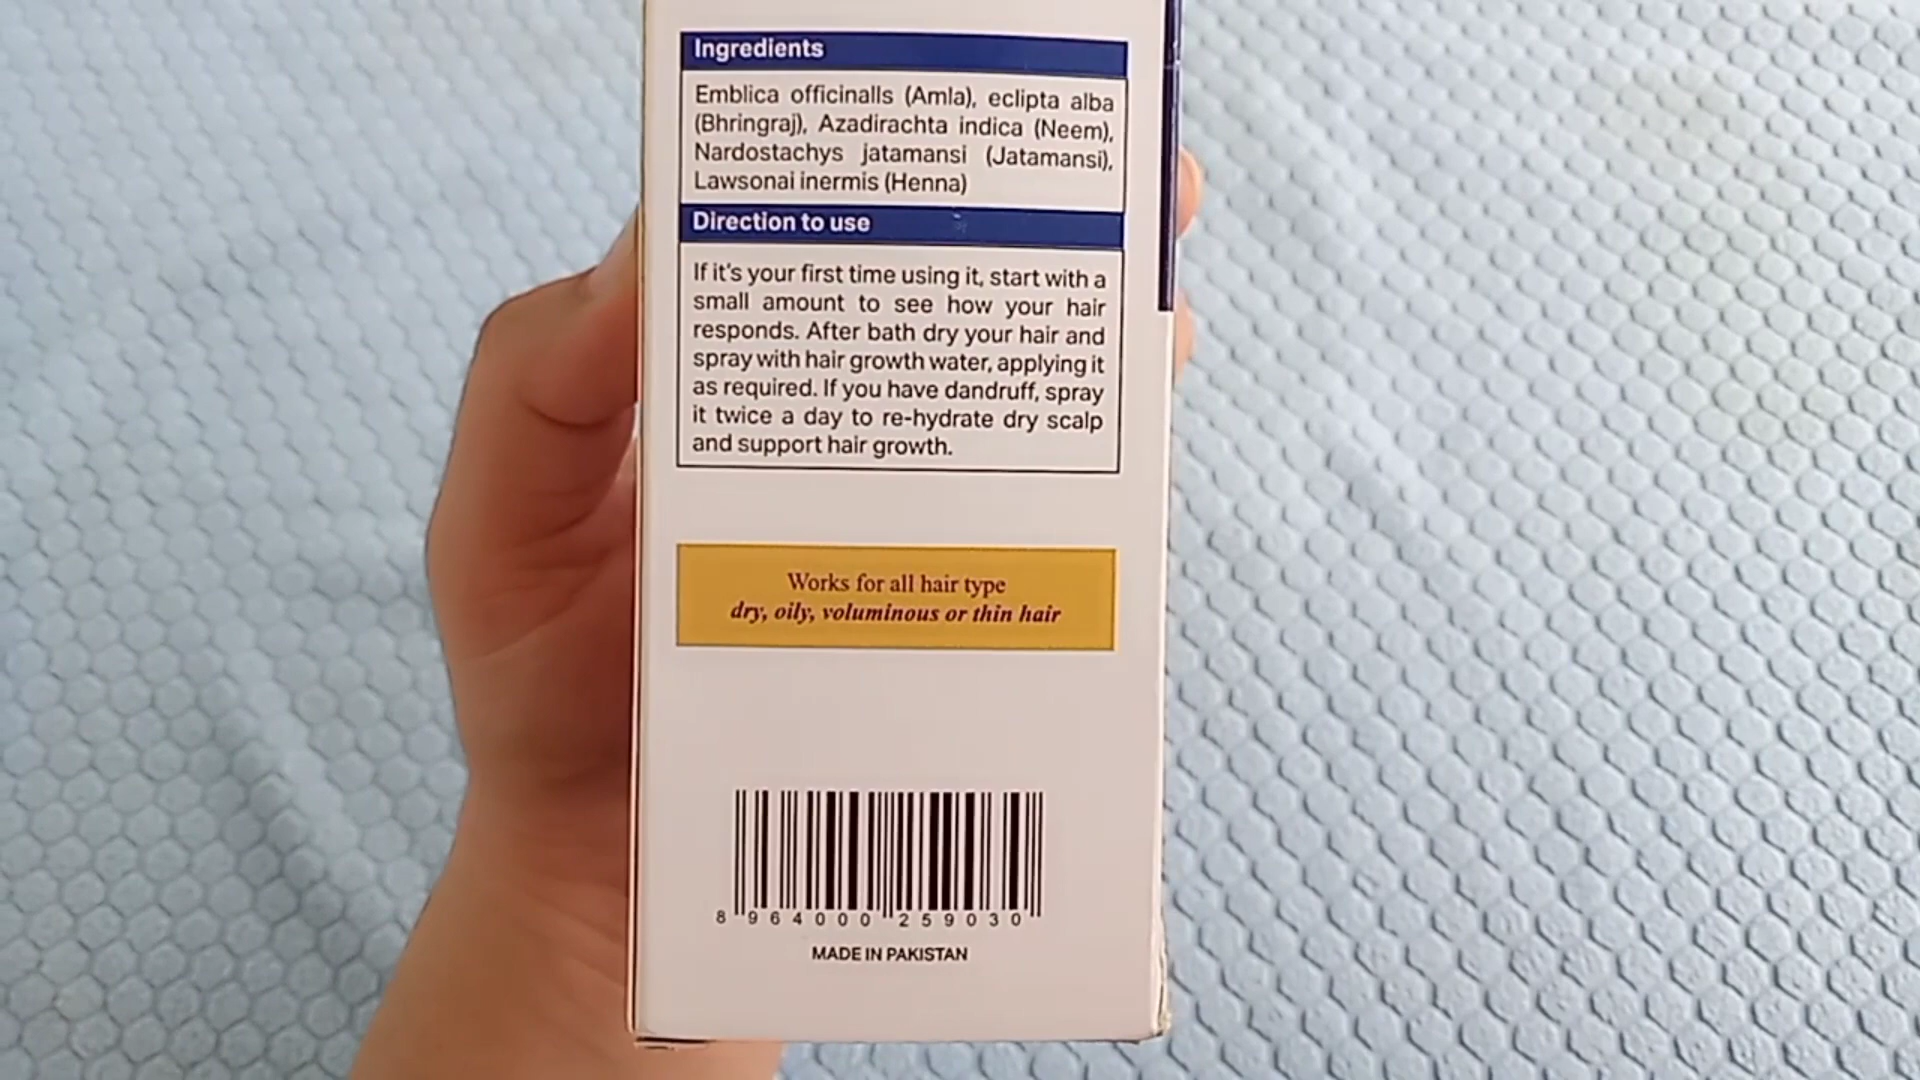 Ingredients
Emblica officinalls (Amla), eclipta alba
(Bhringraj), Azadirachta indica (Neem),
Nardostachys jatamansi (Jatamansi),
Lawsonai inermis (Henna)
Direction to use
If it's your first time using it, start with a
small amount to see how your hair
responds. After bath dry your hair and
spray with hair growth water, applying it
as required. If you have dandruff, spray
it twice a day to re-hydrate dry scalp
and support hair growth.
Works for all hair type
dry, oily, voluminous or thin hair
8 964000 259030
MADE IN PAKISTAN